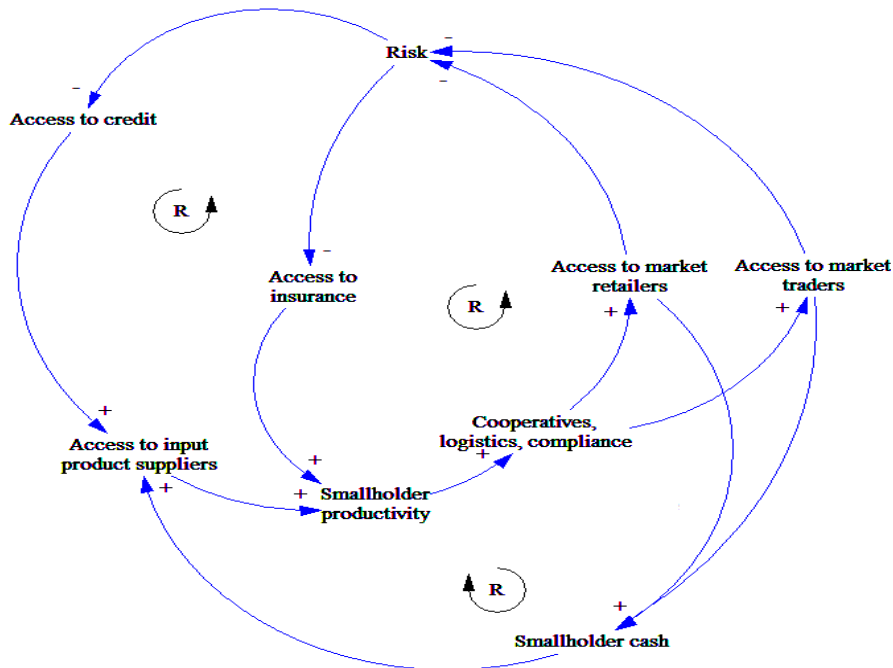 Risk
-
-
-
Access to credit
R
-
Access to
insurance
Access to market
retailers
Access to market
traders
R
+
+
+
Cooperatives,
logistics, compliance
+
Access to input
product suppliers
+
+
+
Smallholder
productivity
+
R
+
Smallholder cash